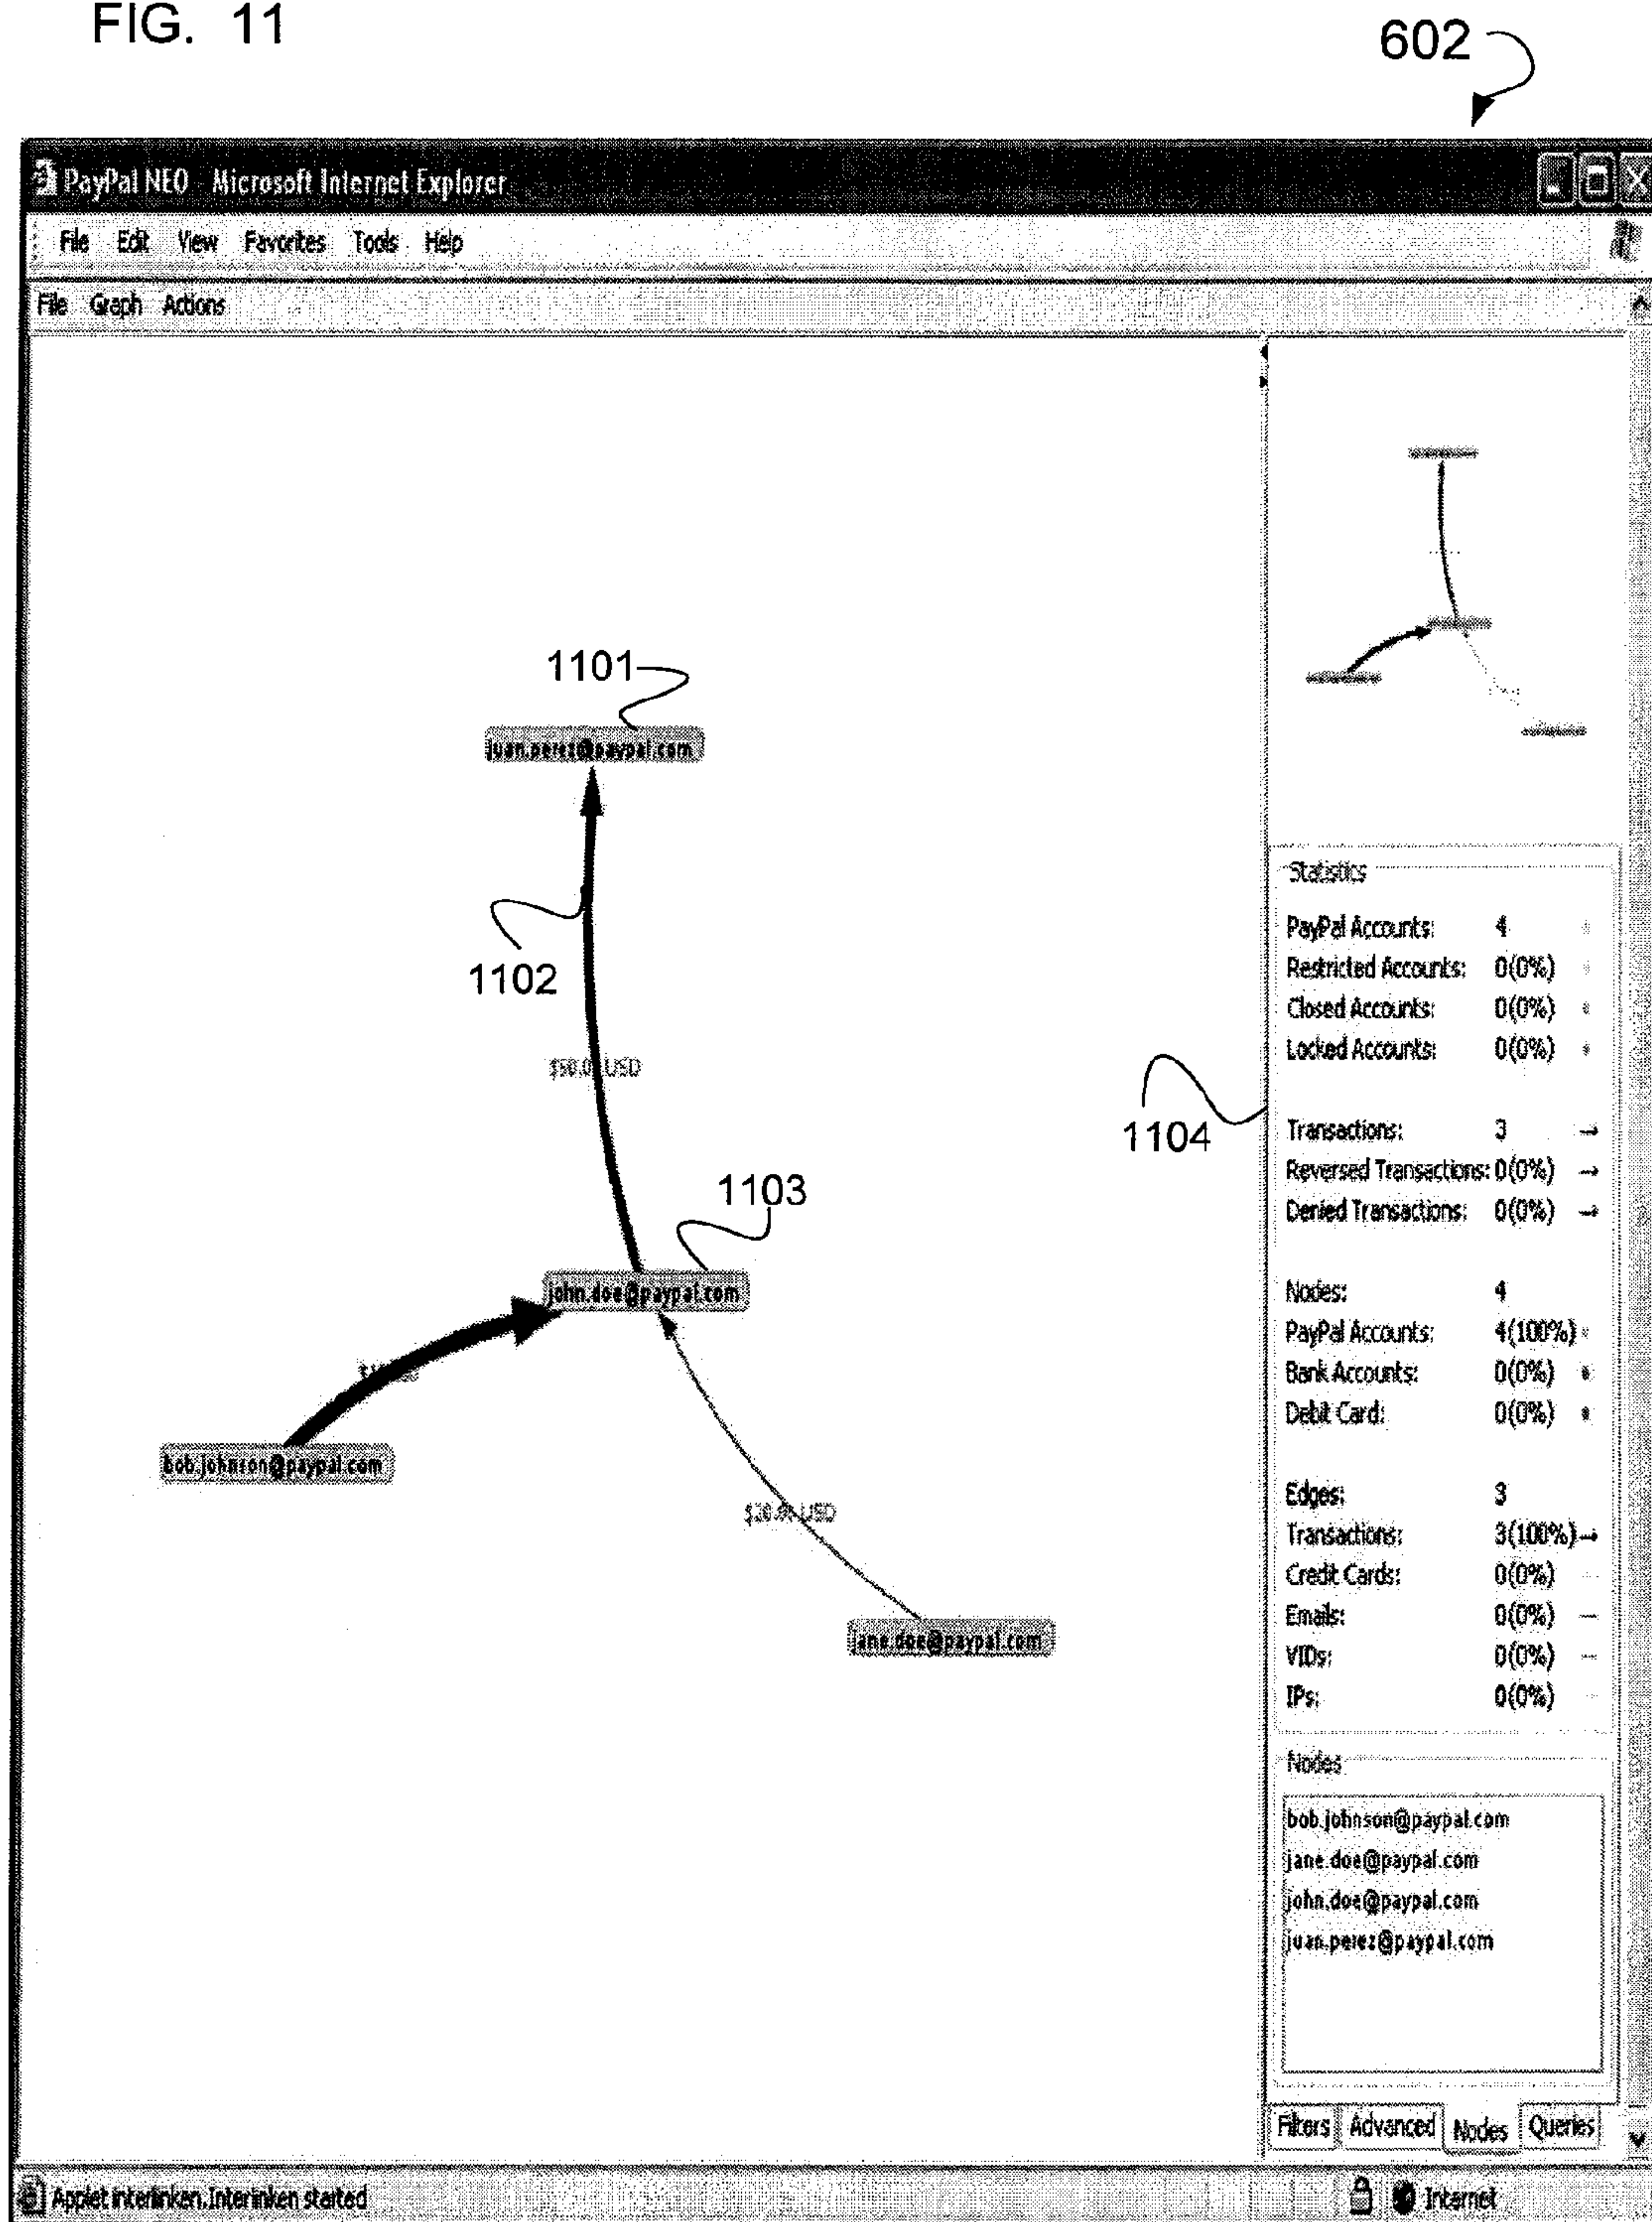 FIG. 11
602
PayPal NEO - Microsoft Internet Explorer
File Edit View Favorites Tools Help
File Graph Actions
1101
juan.perez@paypal.com
1102
USD
1103
john.doe@paypal.com
bob.johnson@paypal.com
USD
jane.doe@paypal.com
1104
Statistics
PayPal Accounts: 4
Restricted Accounts: 0(0%)
Closed Accounts: 0(0%)
Locked Accounts: 0(0%)
Transactions: 3 →
Reversed Transactions: 0(0%) →
Denied Transactions: 0(0%) →
Nodes: 4
PayPal Accounts: 4(100%)
Bank Accounts: 0(0%)
Debit Card: 0(0%)
Edges: 3
Transactions: 3(100%) →
Credit Cards: 0(0%)
Emails: 0(0%)
VIDs: 0(0%)
IPs: 0(0%)
Nodes
bob.johnson@paypal.com
jane.doe@paypal.com
john.doe@paypal.com
juan.perez@paypal.com
Filters Advanced Nodes Queries
Applet interlinken.Interlinken started
Internet